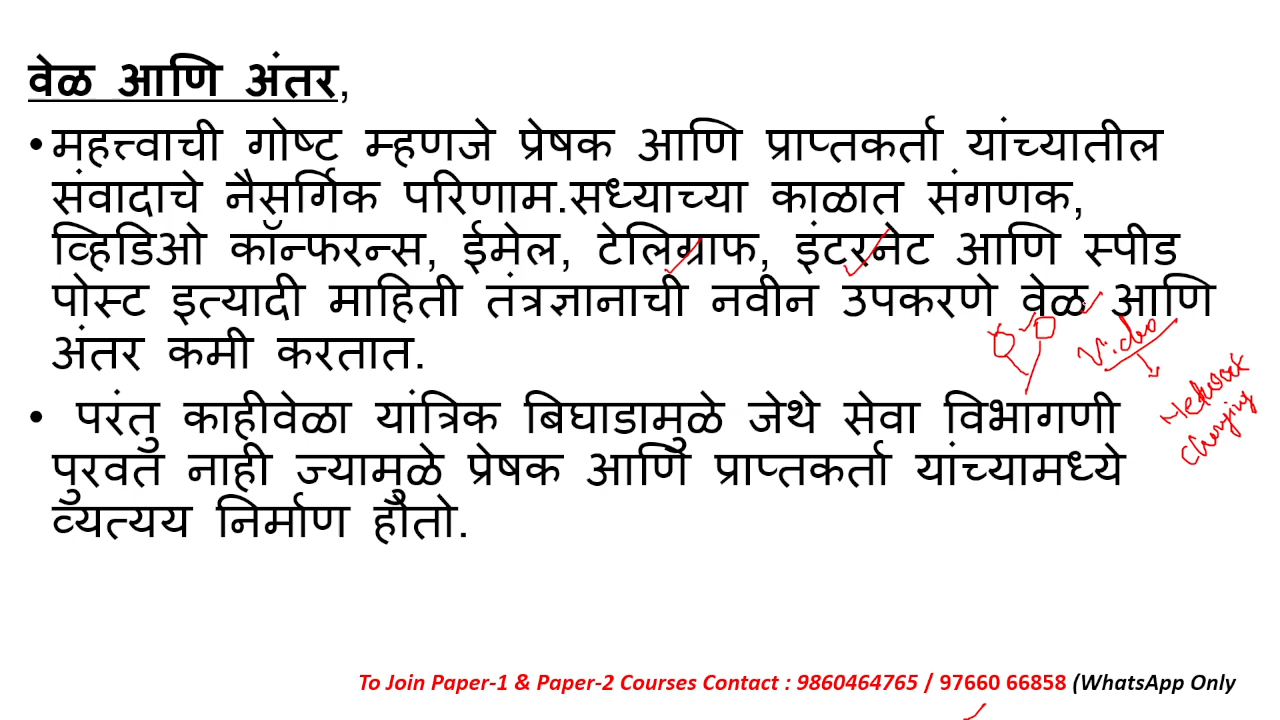 वेळ आणि अंतर,
•महत्त्वाची गोष्ट म्हणजे प्रेषक आणि प्राप्तकर्ता यांच्यातील
संवादाचे नैसर्गिक परिणाम.सध्याच्या काळात संगणक,
व्हिडिओ कॉन्फरन्स, ईमेल, टेलिग्राफ, इंटरनेट आणि स्पीड
पोस्ट इत्यादी माहिती तंत्रज्ञानाची नवीन उपकरणे वेळ आणि
अंतर कमी करतात.
Video
• परंतु काहीवेळा यांत्रिक बिघाडामुळे जेथे सेवा विभागणी
पुरवत नाही ज्यामुळे प्रेषक आणि प्राप्तकर्ता यांच्यामध्ये
व्यत्यय निर्माण होतो.
To Join Paper-1 & Paper-2 Courses Contact : 9860464765 / 97660 66858 (WhatsApp Only